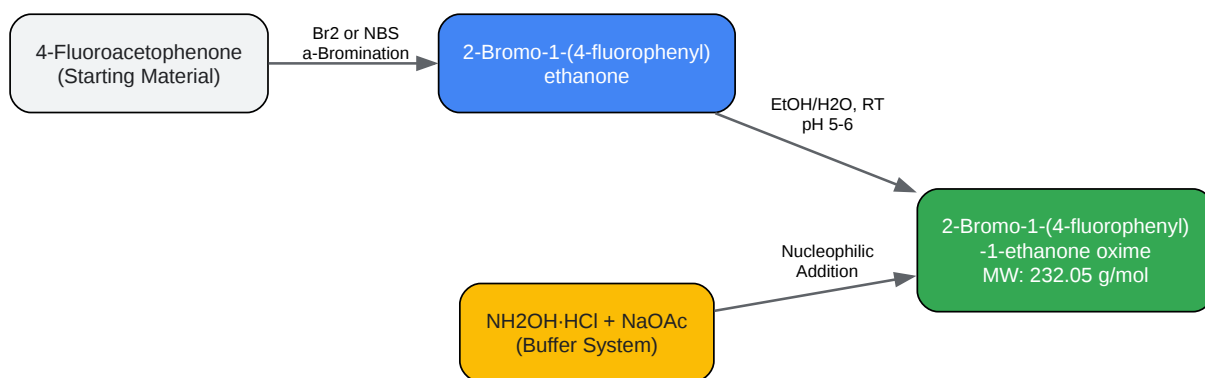 4-Fluoroacetophenone
(Starting Material)
Br2 or NBS
a-Bromination
2-Bromo-1-(4-fluorophenyl)
ethanone
EtOH/H2O, RT
pH 5-6
2-Bromo-1-(4-fluorophenyl)
-1-ethanone oxime
MW: 232.05 g/mol
Nucleophilic
Addition
NH2OH·HCl + NaOAc
(Buffer System)